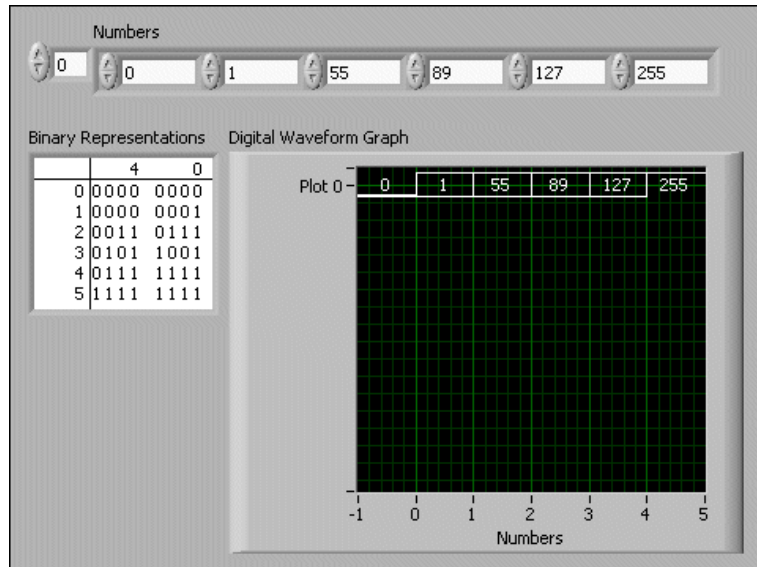 Numbers
0 0 1 55 89 127 255
Binary Representations
4 0
0 0000 0000
1 0000 0001
2 0011 0111
3 0101 1001
4 0111 1111
5 1111 1111
Digital Waveform Graph
Plot 0 0 1 55 89 127 255
-1 0 1 2 3 4 5
Numbers